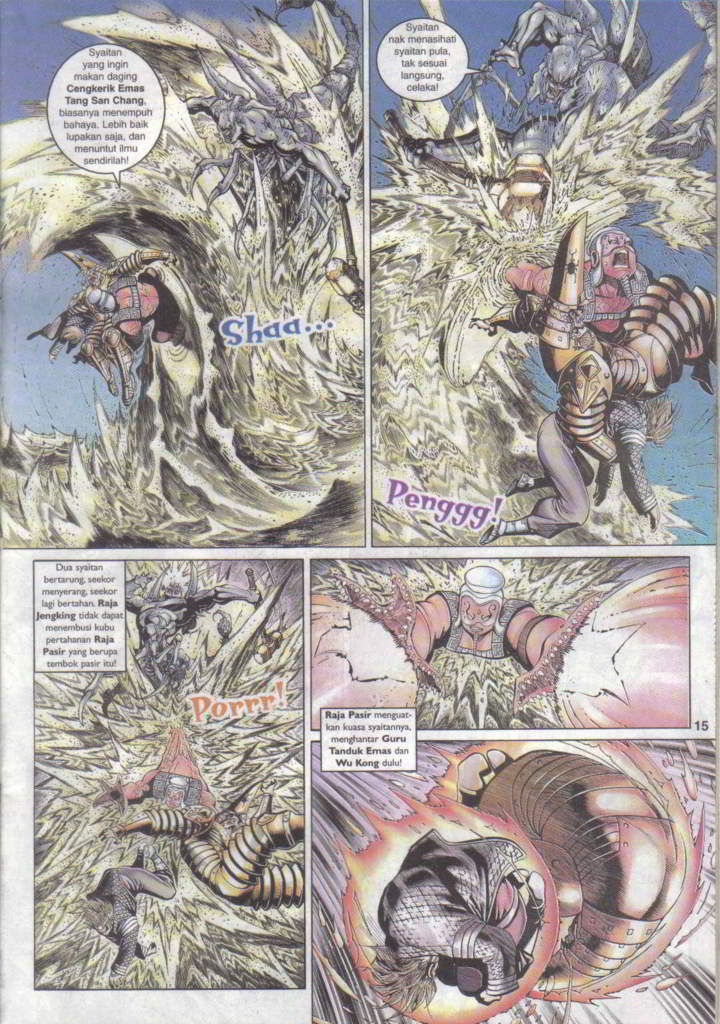 Syaitan
yang ingin
makan daging
Cengkerik Emas
Tang San Chang,
biasanya menempuh
bahaya. Lebih baik
lupakan saja, dan
menuntut ilmu
sendirilah!
Shaa...
Syaitan
nak menasihati
syaitan pula,
tak sesuai
langsung,
celaka!
Penggg!
Dua syaitan
bertarung, seekor
menyerang, seekor
lagi bertahan. Raja
Jengking tidak dapat
menembusi kubu
pertahanan Raja
Pasir yang berupa
tembok pasir itu!
Porrr!
Raja Pasir menguat-
kan kuasa syaitannya,
menghantar Guru
Tanduk Emas dan
Wu Kong dulu!
15